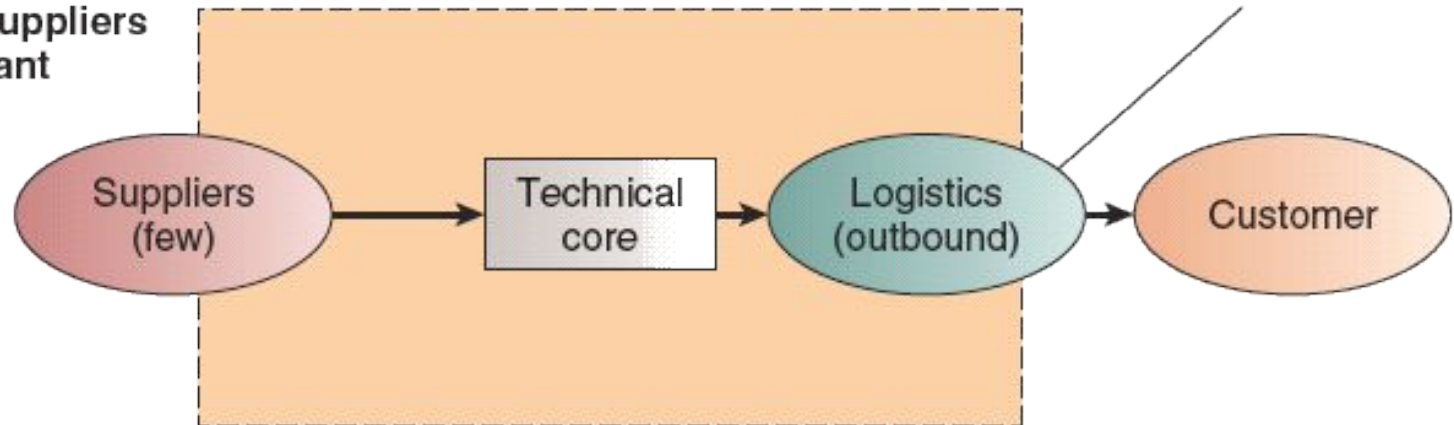 uppliers
ant
Suppliers
(few)
Technical
core
Logistics
(outbound)
Customer